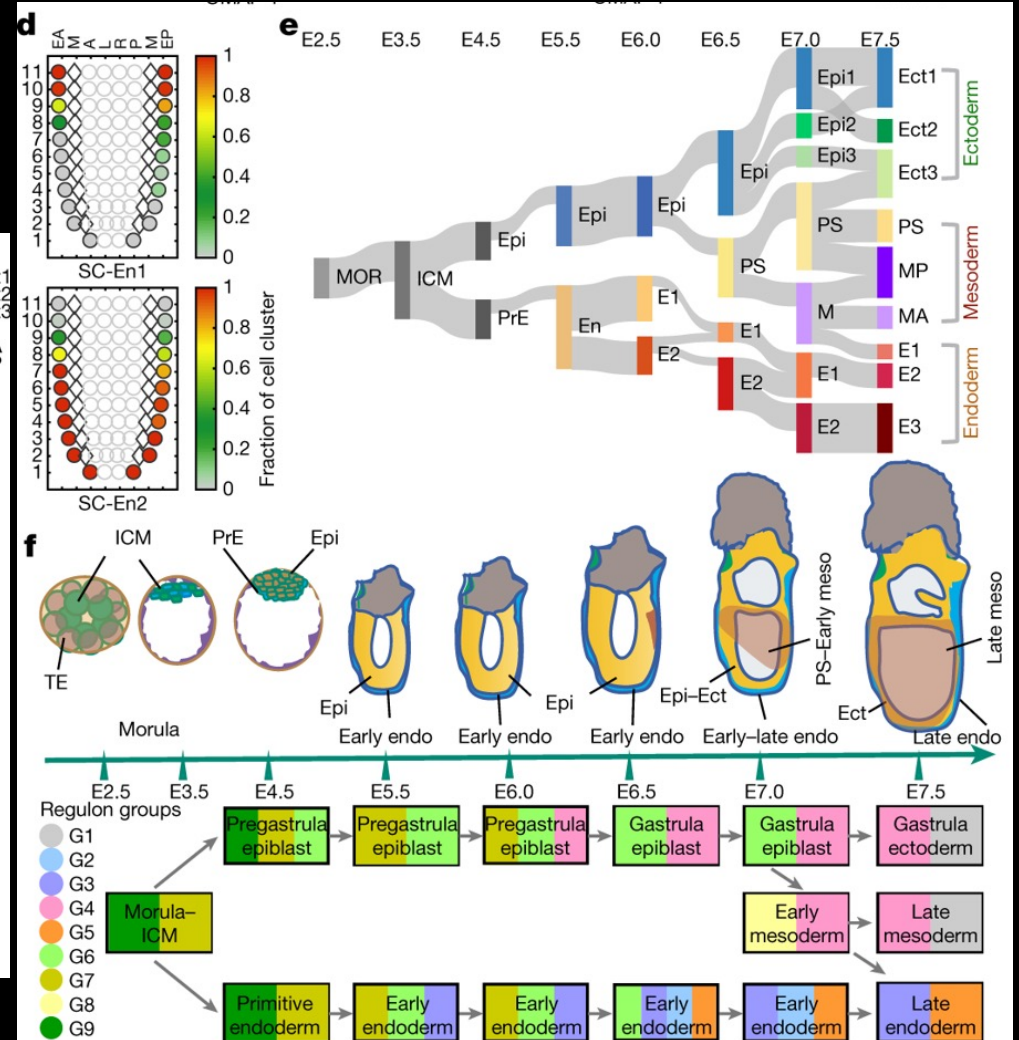 d
EA M A L R P M EP
11
10
9
8
7
6
5
4
3
2
1
SC-En1
1
0.8
0.6
0.4
0.2
0
11
10
9
8
7
6
5
4
3
2
1
SC-En2
1
0.8
0.6
0.4
0.2
0
Fraction of cell cluster
e
E2.5 E3.5 E4.5 E5.5 E6.0 E6.5 E7.0 E7.5
MOR
ICM
Epi
PrE
Epi
En
Epi
E1
E2
Epi
PS
E1
E2
Epi1
Epi2
Epi3
PS
M
E1
E2
Ect1
Ect2
Ect3
PS
MP
MA
E1
E2
E3
Ectoderm
Mesoderm
Endoderm
f
ICM
PrE
Epi
TE
Epi
Epi
Epi–Ect
PS–Early meso
Ect
Late meso
Morula
Early endo
Early endo
Early endo
Early–late endo
Late endo
E2.5 E3.5 E4.5 E5.5 E6.0 E6.5 E7.0 E7.5
Regulon groups
G1
G2
G3
G4
G5
G6
G7
G8
G9
Morula–
ICM
Pregastrula
epiblast
Pregastrula
epiblast
Pregastrula
epiblast
Gastrula
epiblast
Gastrula
epiblast
Gastrula
ectoderm
Early
mesoderm
Late
mesoderm
Primitive
endoderm
Early
endoderm
Early
endoderm
Early
endoderm
Early
endoderm
Late
endoderm